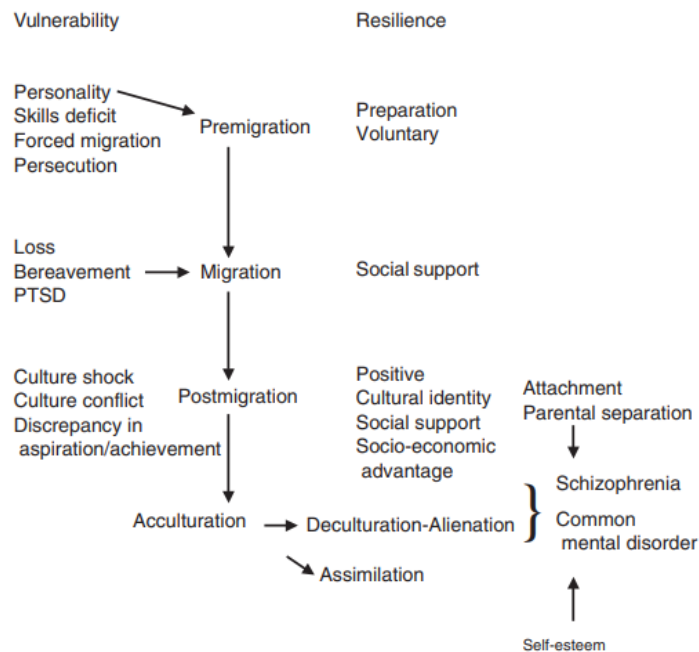 Vulnerability
Resilience
Personality
Skills deficit
Forced migration
Persecution
Premigration
Preparation
Voluntary
Loss
Bereavement
PTSD
Migration
Social support
Culture shock
Culture conflict
Discrepancy in
aspiration/achievement
Postmigration
Positive
Cultural identity
Social support
Socio-economic
advantage
Attachment
Parental separation
Schizophrenia
Common
mental disorder
Acculturation
Deculturation-Alienation
Assimilation
Self-esteem